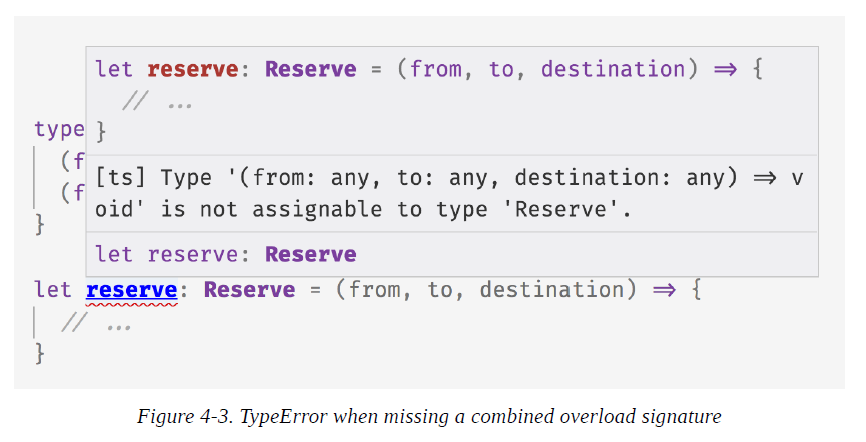 let reserve: Reserve = (from, to, destination) ⇒ {
// ...
}
[ts] Type '(from: any, to: any, destination: any) ⇒ v
oid' is not assignable to type 'Reserve'.
let reserve: Reserve
type
(f
(f
}
let reserve: Reserve = (from, to, destination) ⇒ {
// ...
}
Figure 4-3. TypeError when missing a combined overload signature